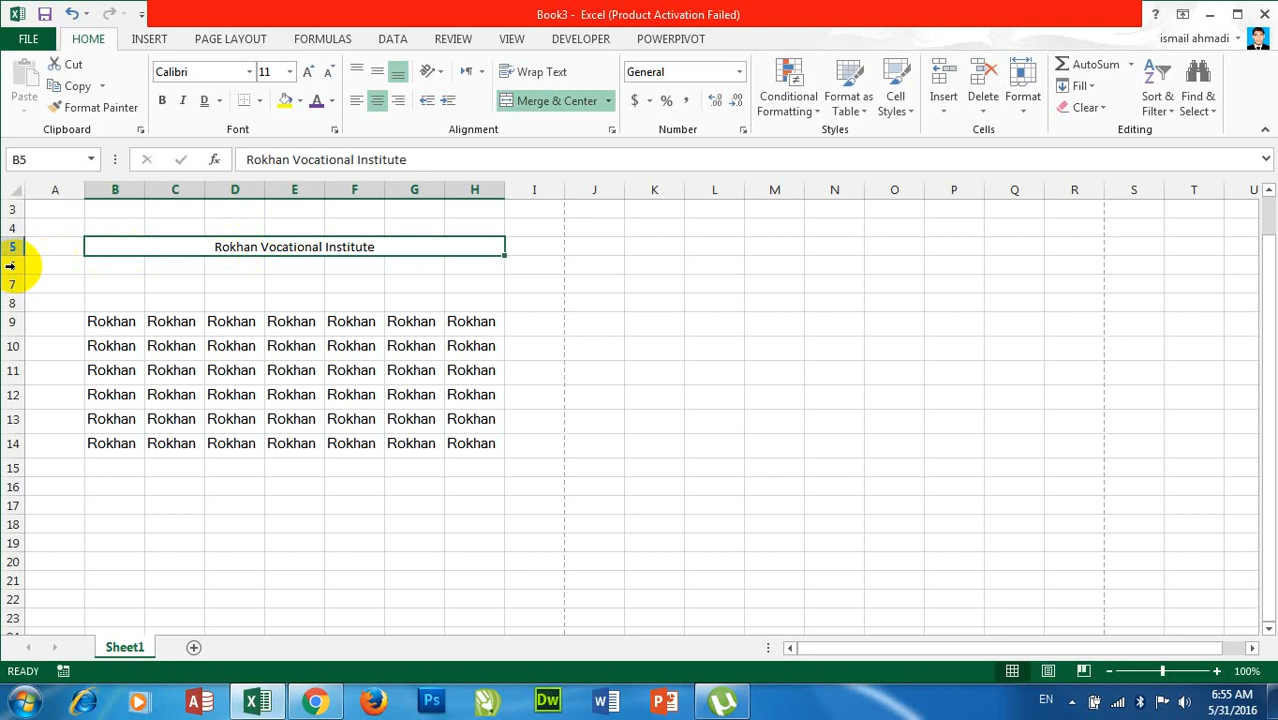 Book3 - Excel (Product Activation Failed)
FILE HOME INSERT PAGE LAYOUT FORMULAS DATA REVIEW VIEW DEVELOPER POWERPIVOT ismail ahmadi
Cut
Copy
Format Painter
Paste
Clipboard
Calibri 11
B I D A
Font
Wrap Text
Merge & Center
Alignment
General
$ %
Number
Conditional Formatting
Format as Table
Cell Styles
Styles
Insert Delete Format
Cells
AutoSum
Fill
Clear
Sort & Filter
Find & Select
Editing
B5 fx Rokhan Vocational Institute
A B C D E F G H I J K L M N O P Q R S T U
3
4
5 Rokhan Vocational Institute
7
8
9 Rokhan Rokhan Rokhan Rokhan Rokhan Rokhan Rokhan
10 Rokhan Rokhan Rokhan Rokhan Rokhan Rokhan Rokhan
11 Rokhan Rokhan Rokhan Rokhan Rokhan Rokhan Rokhan
12 Rokhan Rokhan Rokhan Rokhan Rokhan Rokhan Rokhan
13 Rokhan Rokhan Rokhan Rokhan Rokhan Rokhan Rokhan
14 Rokhan Rokhan Rokhan Rokhan Rokhan Rokhan Rokhan
15
16
17
18
19
20
21
22
23
Sheet1
READY 100%
EN 6:55 AM
5/31/2016